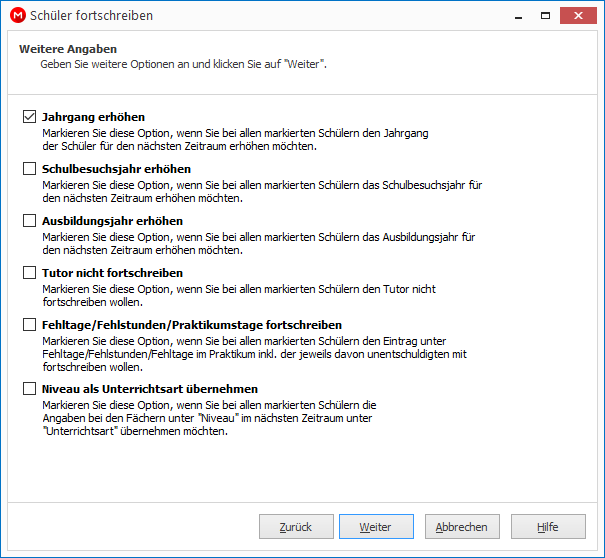 M Schüler fortschreiben
Weitere Angaben
Geben Sie weitere Optionen an und klicken Sie auf "Weiter".
Jahrgang erhöhen
Markieren Sie diese Option, wenn Sie bei allen markierten Schülern den Jahrgang
der Schüler für den nächsten Zeitraum erhöhen möchten.
Schulbesuchsjahr erhöhen
Markieren Sie diese Option, wenn Sie bei allen markierten Schülern das Schulbesuchsjahr für
den nächsten Zeitraum erhöhen möchten.
Ausbildungsjahr erhöhen
Markieren Sie diese Option, wenn Sie bei allen markierten Schülern das Ausbildungsjahr für
den nächsten Zeitraum erhöhen möchten.
Tutor nicht fortschreiben
Markieren Sie diese Option, wenn Sie bei allen markierten Schülern den Tutor nicht
fortschreiben wollen.
Fehltage/Fehlstunden/Praktikumstage fortschreiben
Markieren Sie diese Option, wenn Sie bei allen markierten Schülern den Eintrag unter
Fehltage/Fehlstunden/Fehltage im Praktikum inkl. der jeweils davon unentschuldigten mit
fortschreiben wollen.
Niveau als Unterrichtsart übernehmen
Markieren Sie diese Option, wenn Sie bei allen markierten Schülern die
Angaben bei den Fächern unter "Niveau" im nächsten Zeitraum unter
"Unterrichtsart" übernehmen möchten.
Zurück Weiter Abbrechen Hilfe